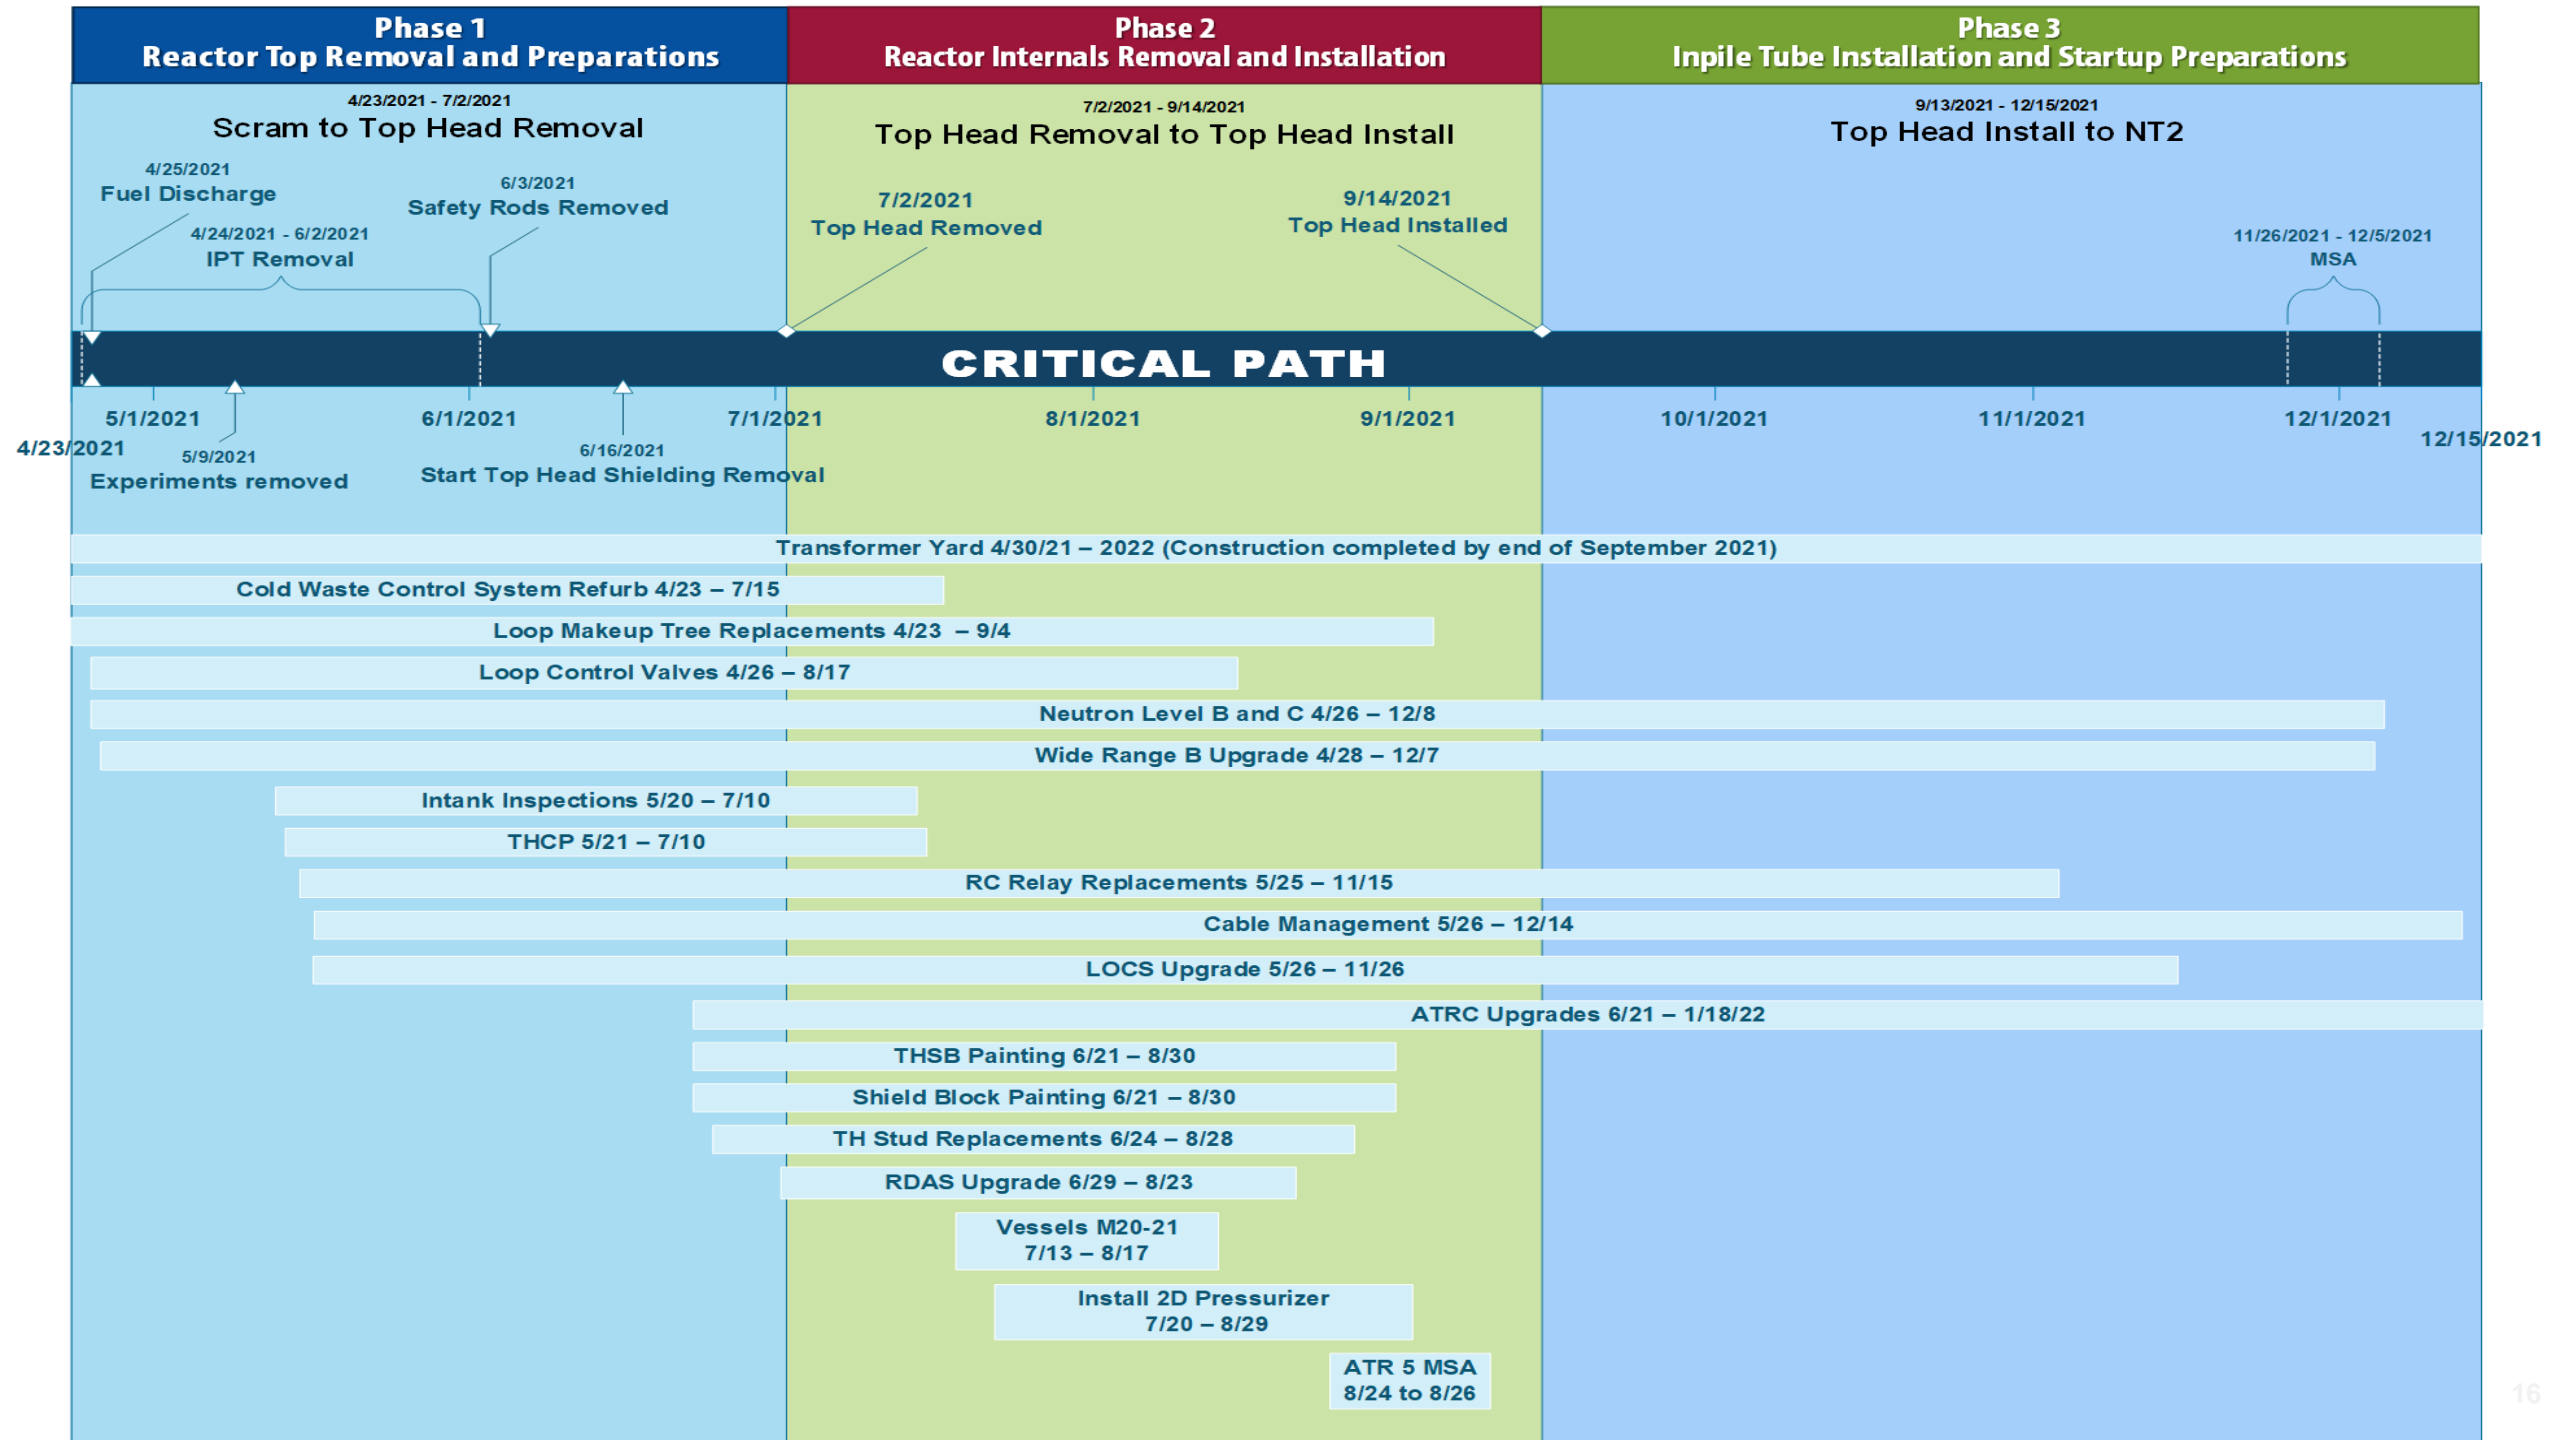 Phase 1
Reactor Top Removal and Preparations
Phase 2
Reactor Internals Removal and Installation
Phase 3
Inpile Tube Installation and Startup Preparations
4/23/2021 - 7/2/2021
Scram to Top Head Removal
7/2/2021 - 9/14/2021
Top Head Removal to Top Head Install
9/13/2021 - 12/15/2021
Top Head Install to NT2
4/25/2021
Fuel Discharge
4/24/2021 - 6/2/2021
IPT Removal
6/3/2021
Safety Rods Removed
7/2/2021
Top Head Removed
9/14/2021
Top Head Installed
11/26/2021 - 12/5/2021
MSA
CRITICAL PATH
4/23/2021
5/1/2021
6/1/2021
7/1/2021
8/1/2021
9/1/2021
10/1/2021
11/1/2021
12/1/2021
12/15/2021
5/9/2021
Experiments removed
6/16/2021
Start Top Head Shielding Removal
Transformer Yard 4/30/21 – 2022 (Construction completed by end of September 2021)
Cold Waste Control System Refurb 4/23 – 7/15
Loop Makeup Tree Replacements 4/23 – 9/4
Loop Control Valves 4/26 – 8/17
Neutron Level B and C 4/26 – 12/8
Wide Range B Upgrade 4/28 – 12/7
Intank Inspections 5/20 – 7/10
THCP 5/21 – 7/10
RC Relay Replacements 5/25 – 11/15
Cable Management 5/26 – 12/14
LOCS Upgrade 5/26 – 11/26
ATRC Upgrades 6/21 – 1/18/22
THSB Painting 6/21 – 8/30
Shield Block Painting 6/21 – 8/30
TH Stud Replacements 6/24 – 8/28
RDAS Upgrade 6/29 – 8/23
Vessels M20-21
7/13 – 8/17
Install 2D Pressurizer
7/20 – 8/29
ATR 5 MSA
8/24 to 8/26
16